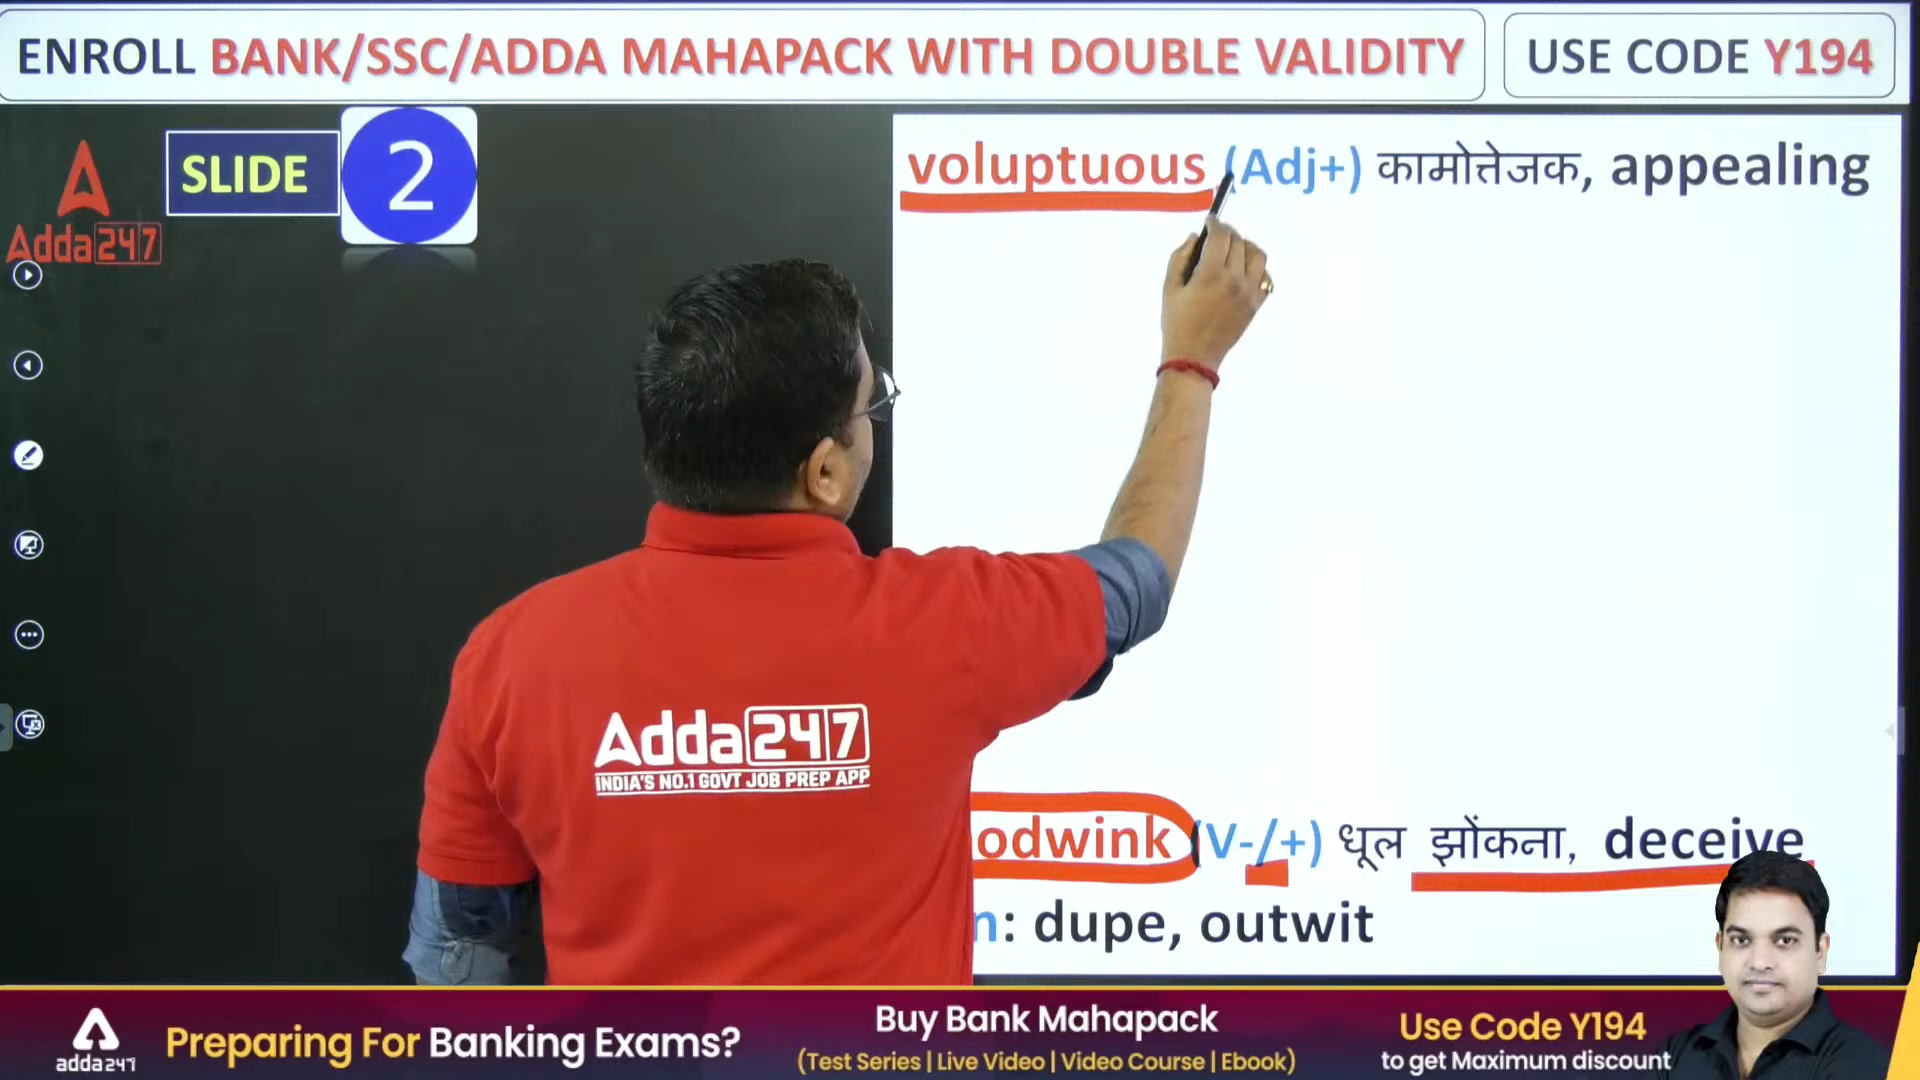 ENROLL BANK/SSC/ADDA MAHAPACK WITH DOUBLE VALIDITY
USE CODE Y194
SLIDE 2
Adda247
voluptuous (Adj+) कामोत्तेजक, appealing
Adda247
INDIA'S NO.1 GOVT JOB PREP APP
odwink (V-/+) धूल झोंकना, deceive
n: dupe, outwit
adda247
Preparing For Banking Exams?
Buy Bank Mahapack
(Test Series | Live Video | Video Course | Ebook)
Use Code Y194
to get Maximum discount